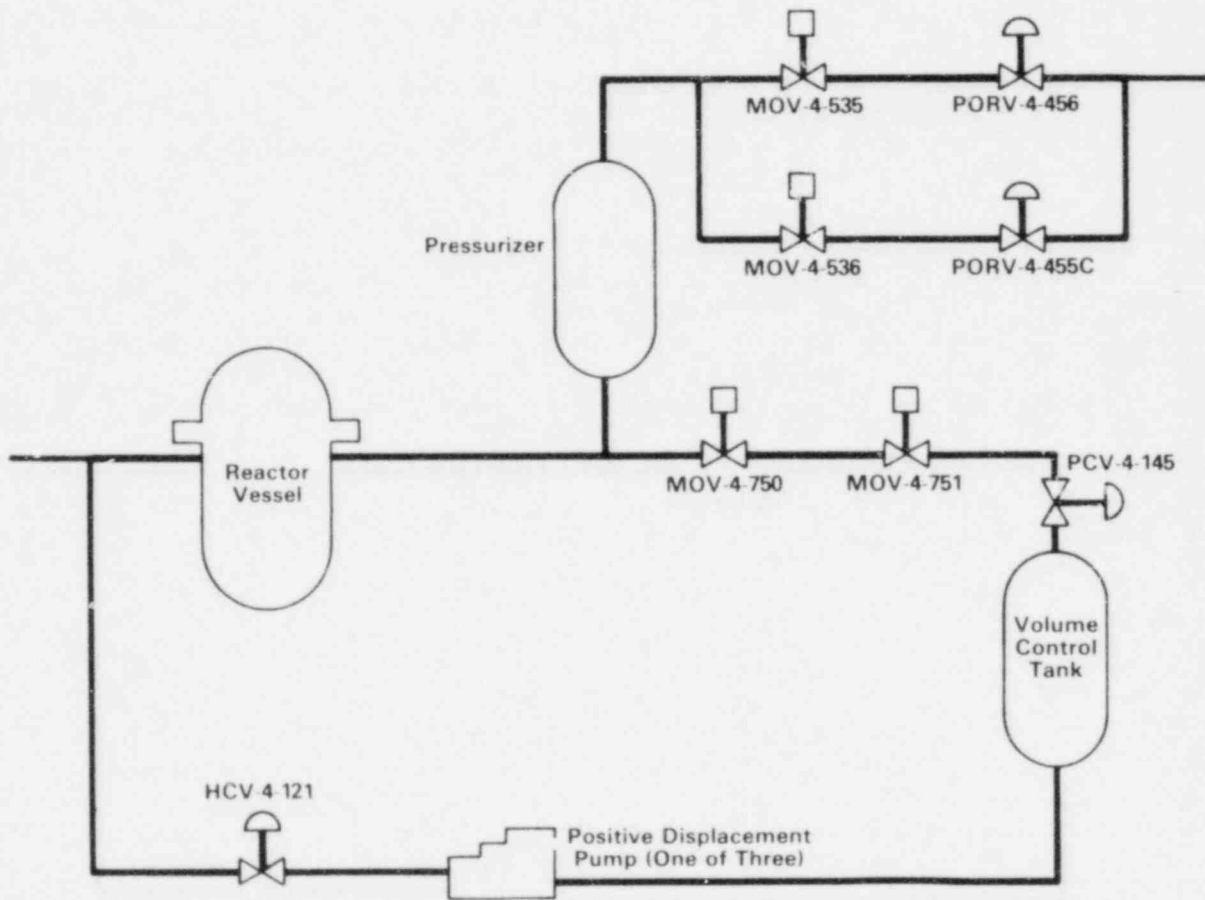 MOV-4-535
PORV-4-456
Pressurizer
MOV-4-536
PORV-4-455C
Reactor
Vessel
MOV-4-750
MOV-4-751
PCV-4-145
Volume
Control
Tank
HCV-4-121
Positive Displacement
Pump (One of Three)